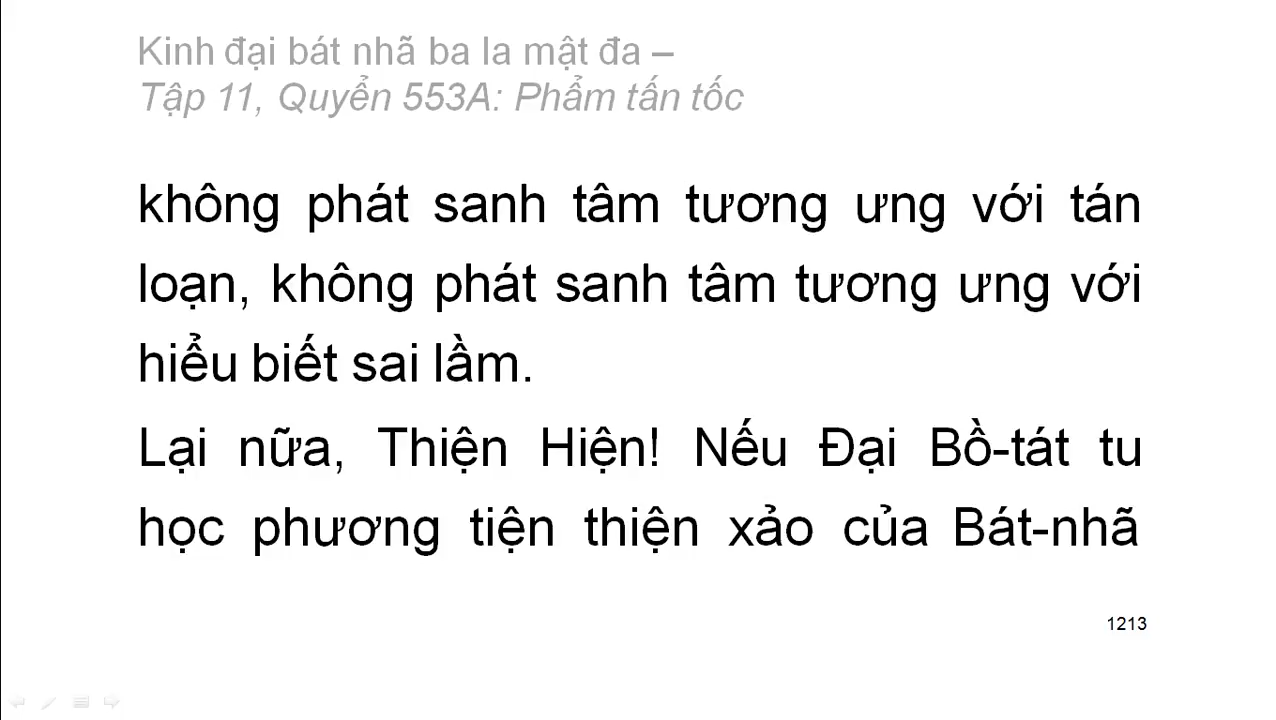 Kinh đại bát nhã ba la mật đa –
Tập 11, Quyển 553A: Phẩm tấn tốc
không phát sanh tâm tương ưng với tán
loạn, không phát sanh tâm tương ưng với
hiểu biết sai lầm.
Lại nữa, Thiện Hiện! Nếu Đại Bồ-tát tu
học phương tiện thiện xảo của Bát-nhã
1213